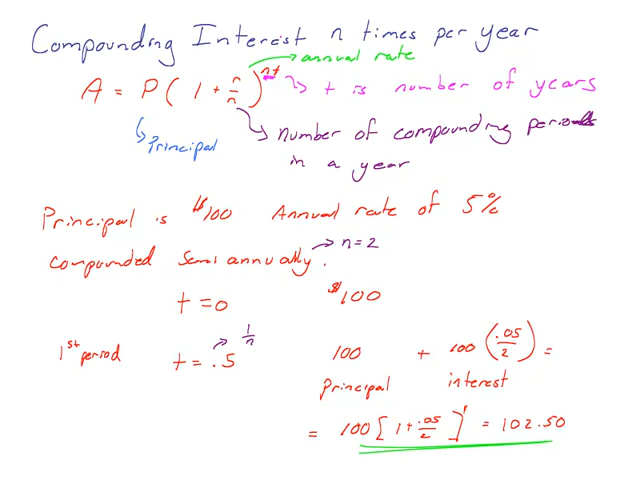 Compounding Interest n times per year
annual rate
A = P ( 1 + r/n )^nt t is number of years
Principal
number of compounding periods
in a year
Principal is $100 Annual rate of 5%
compounded semi annually. n = 2
t = 0 $100
1/n
1st period t = .5 100 + 100 (.05/2) =
Principal interest
= 100 [ 1 + .05/2 ]^1 = 102.50